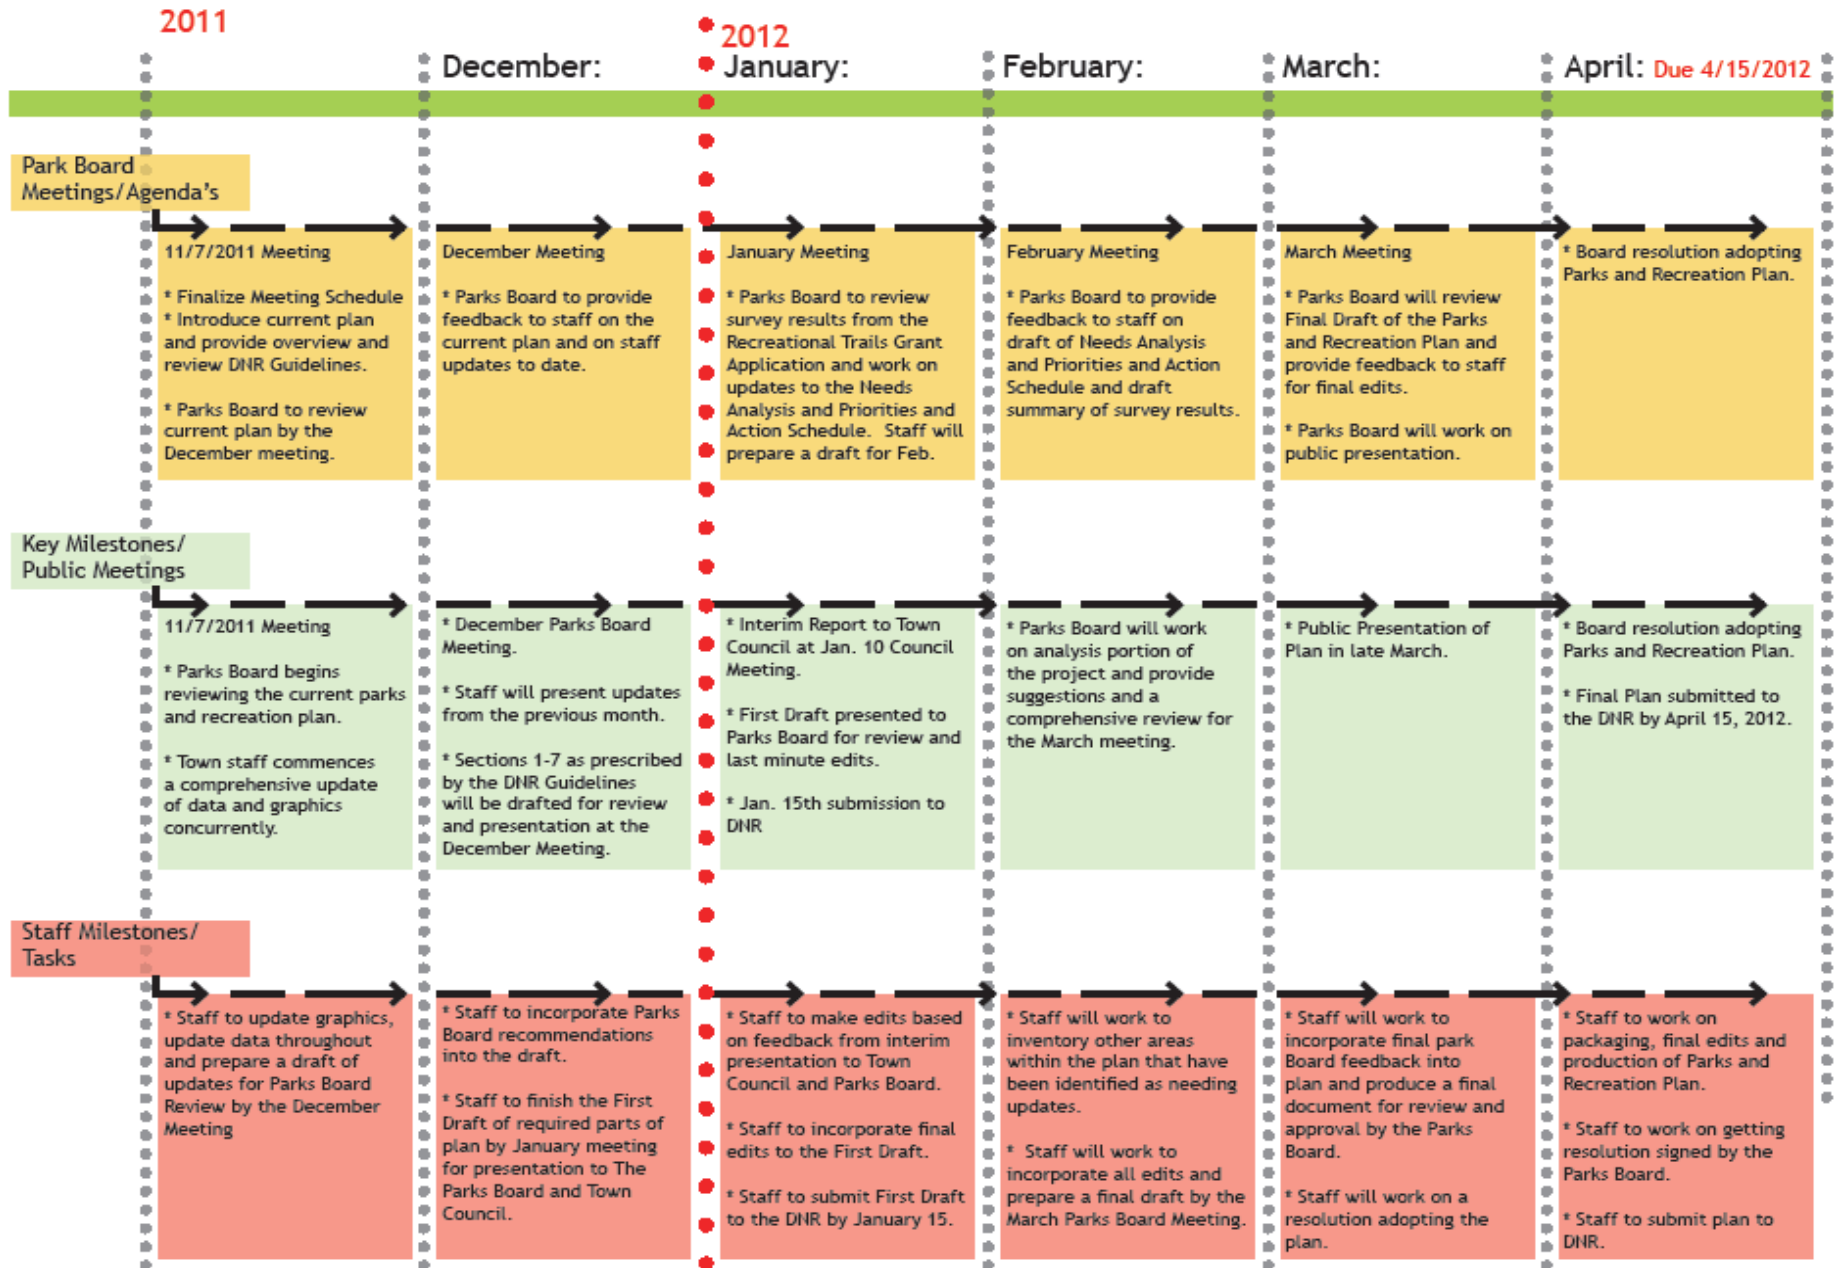 2011
2012
December:
January:
February:
March:
April: Due 4/15/2012
Park Board
Meetings/Agenda's
11/7/2011 Meeting
* Finalize Meeting Schedule
* Introduce current plan
and provide overview and
review DNR Guidelines.
* Parks Board to review
current plan by the
December meeting.
December Meeting
* Parks Board to provide
feedback to staff on the
current plan and on staff
updates to date.
January Meeting
* Parks Board to review
survey results from the
Recreational Trails Grant
Application and work on
updates to the Needs
Analysis and Priorities and
Action Schedule. Staff will
prepare a draft for Feb.
February Meeting
* Parks Board to provide
feedback to staff on
draft of Needs Analysis
and Priorities and Action
Schedule and draft
summary of survey results.
March Meeting
* Parks Board will review
Final Draft of the Parks
and Recreation Plan and
provide feedback to staff
for final edits.
* Parks Board will work on
public presentation.
* Board resolution adopting
Parks and Recreation Plan.
Key Milestones/
Public Meetings
11/7/2011 Meeting
* Parks Board begins
reviewing the current parks
and recreation plan.
* Town staff commences
a comprehensive update
of data and graphics
concurrently.
* December Parks Board
Meeting.
* Staff will present updates
from the previous month.
* Sections 1-7 as prescribed
by the DNR Guidelines
will be drafted for review
and presentation at the
December Meeting.
* Interim Report to Town
Council at Jan. 10 Council
Meeting.
* First Draft presented to
Parks Board for review and
last minute edits.
* Jan. 15th submission to
DNR
* Parks Board will work
on analysis portion of
the project and provide
suggestions and a
comprehensive review for
the March meeting.
* Public Presentation of
Plan in late March.
* Board resolution adopting
Parks and Recreation Plan.
* Final Plan submitted to
the DNR by April 15, 2012.
Staff Milestones/
Tasks
* Staff to update graphics,
update data throughout
and prepare a draft of
updates for Parks Board
Review by the December
Meeting
* Staff to incorporate Parks
Board recommendations
into the draft.
* Staff to finish the First
Draft of required parts of
plan by January meeting
for presentation to The
Parks Board and Town
Council.
* Staff to make edits based
on feedback from interim
presentation to Town
Council and Parks Board.
* Staff to incorporate final
edits to the First Draft.
* Staff to submit First Draft
to the DNR by January 15.
* Staff will work to
inventory other areas
within the plan that have
been identified as needing
updates.
* Staff will work to
incorporate all edits and
prepare a final draft by the
March Parks Board Meeting.
* Staff will work to
incorporate final park
Board feedback into
plan and produce a final
document for review and
approval by the Parks
Board.
* Staff will work on a
resolution adopting the
plan.
* Staff to work on
packaging, final edits and
production of Parks and
Recreation Plan.
* Staff to work on getting
resolution signed by the
Parks Board.
* Staff to submit plan to
DNR.